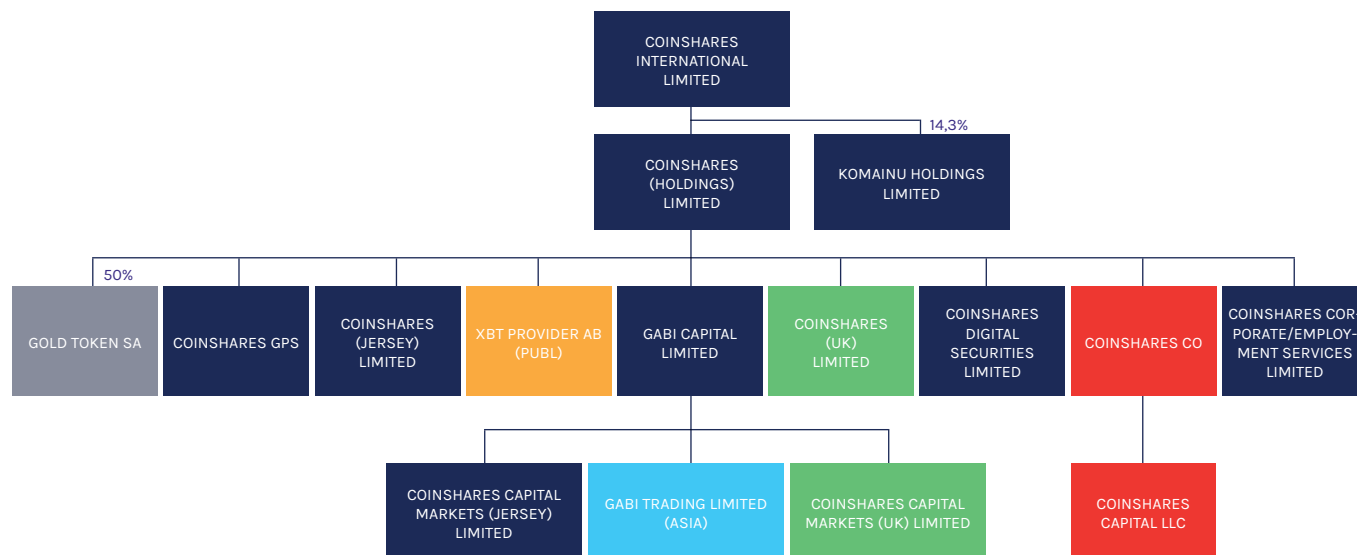 COINSHARES
INTERNATIONAL
LIMITED
14,3%
COINSHARES
(HOLDINGS)
LIMITED
KOMAINU HOLDINGS
LIMITED
50%
GOLD TOKEN SA
COINSHARES GPS
COINSHARES
(JERSEY)
LIMITED
XBT PROVIDER AB
(PUBL)
GABI CAPITAL
LIMITED
COINSHARES
(UK)
LIMITED
COINSHARES
DIGITAL
SECURITIES
LIMITED
COINSHARES CO
COINSHARES COR-
PORATE/EMPLOY-
MENT SERVICES
LIMITED
COINSHARES CAPITAL
MARKETS (JERSEY)
LIMITED
GABI TRADING LIMITED
(ASIA)
COINSHARES CAPITAL
MARKETS (UK) LIMITED
COINSHARES
CAPITAL LLC